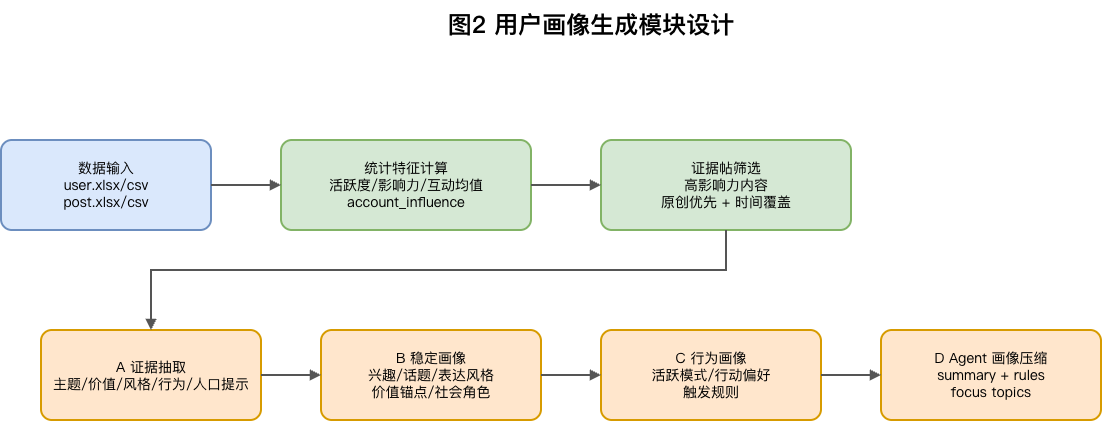 图2 用户画像生成模块设计
数据输入
user.xlsx/csv
post.xlsx/csv
统计特征计算
活跃度/影响力/互动均值
account_influence
证据帖筛选
高影响力内容
原创优先 + 时间覆盖
A 证据抽取
主题/价值/风格/行为/人口提示
B 稳定画像
兴趣/话题/表达风格
价值锚点/社会角色
C 行为画像
活跃模式/行动偏好
触发规则
D Agent 画像压缩
summary + rules
focus topics